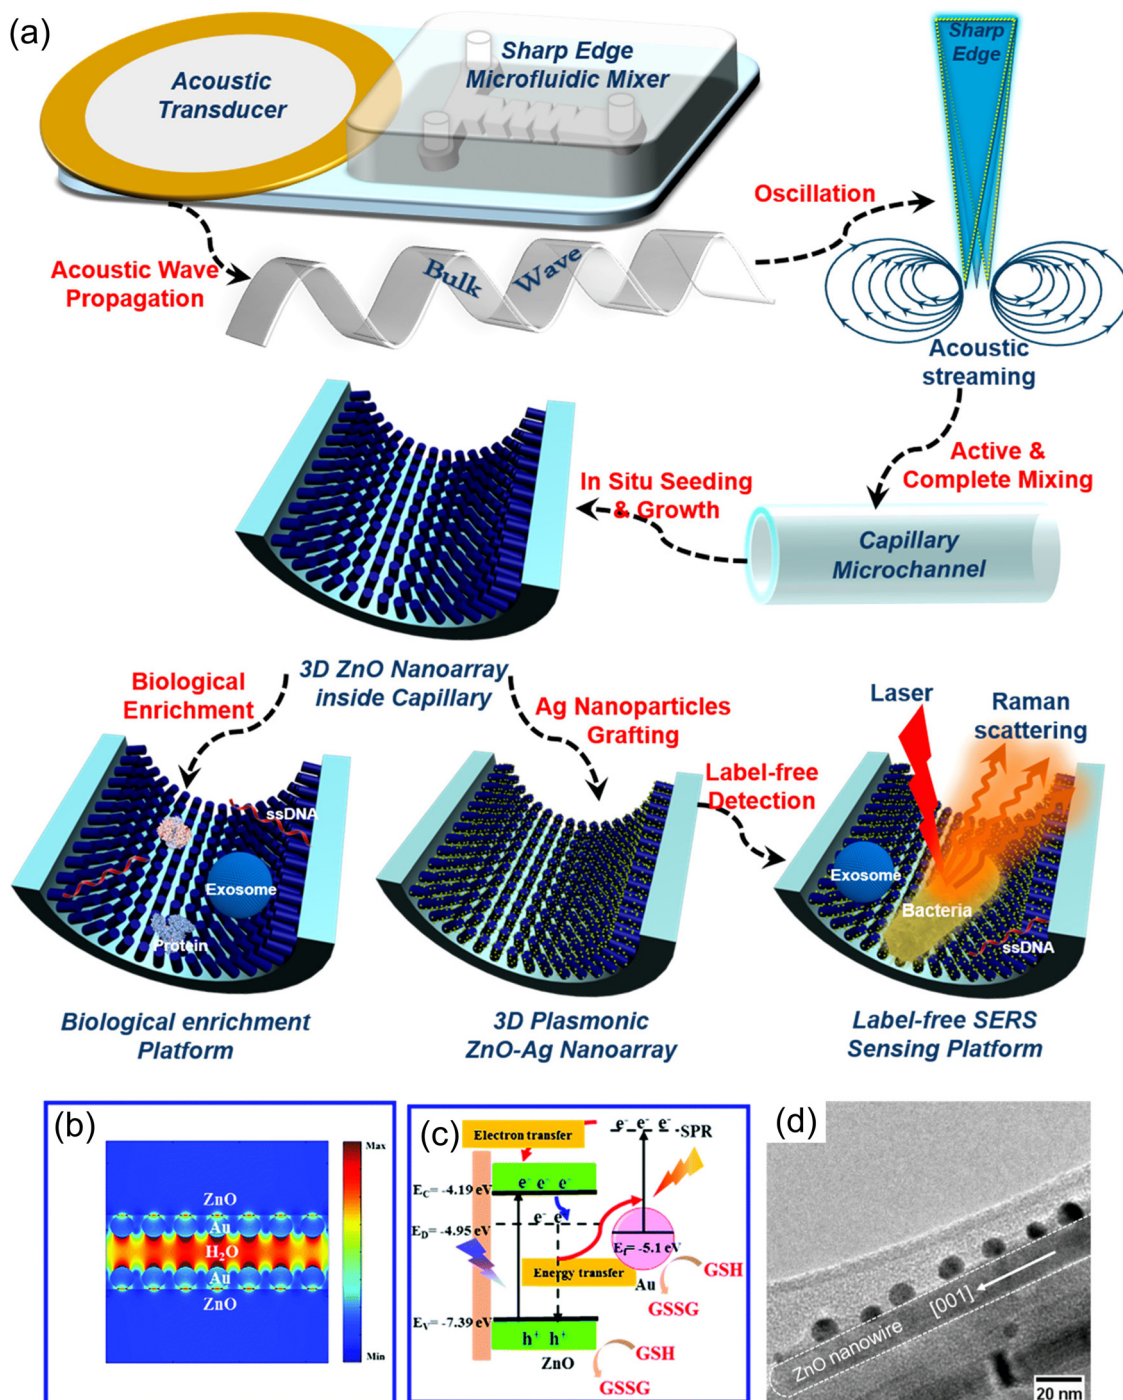 (a)
Acoustic
Transducer
Sharp Edge
Microfluidic Mixer
Sharp
Edge
Oscillation
Acoustic Wave
Propagation
Bulk Wave
Acoustic
streaming
Active &
Complete Mixing
In Situ Seeding
& Growth
Capillary
Microchannel
3D ZnO Nanoarray
inside Capillary
Biological
Enrichment
Ag Nanoparticles
Grafting
Label-free
Detection
Laser
Raman
scattering
ssDNA
Exosome
Protein
Exosome
Bacteria
ssDNA
Biological enrichment
Platform
3D Plasmonic
ZnO-Ag Nanoarray
Label-free SERS
Sensing Platform
(b)
ZnO
Au
H₂O
Au
ZnO
Max
Min
(c)
Electron transfer
e⁻ e⁻ e⁻
SPR
E_C= -4.19 eV
e⁻ e⁻ e⁻
E_D= -4.95 eV
e⁻ e⁻
E_f= -5.1 eV
Au
Energy transfer
GSH
GSSG
E_V= -7.39 eV
h⁺ h⁺
ZnO
GSH
GSSG
(d)
[001]
ZnO nanowire
20 nm